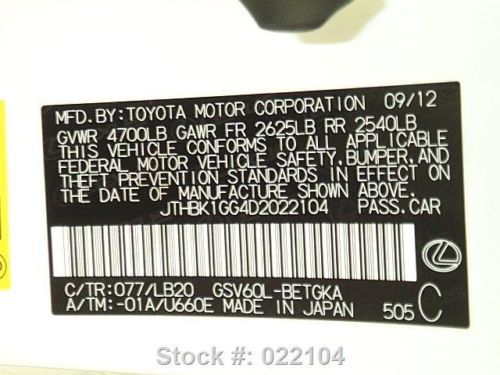 MFD.BY:TOYOTA MOTOR CORPORATION 09/12
GVWR 4700LB GAWR FR 2625LB RR 2540LB
THIS VEHICLE CONFORMS TO ALL APPLICABLE
FEDERAL MOTOR VEHICLE SAFETY, BUMPER, AND
THEFT PREVENTION STANDARDS IN EFFECT ON
THE DATE OF MANUFACTURE SHOWN ABOVE.
JTHBK1GG4D2022104 PASS.CAR
C/TR:077/LB20 GSV60L-BETGKA
A/TM:-01A/U660E MADE IN JAPAN 505 C
Stock #: 022104